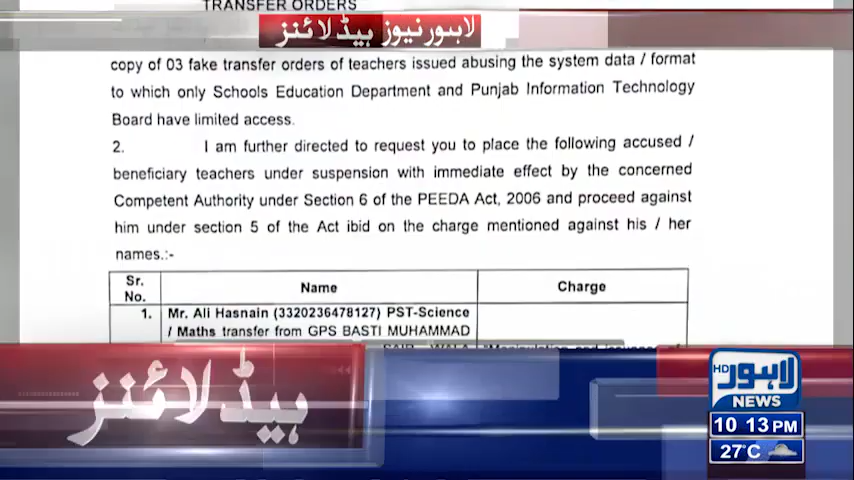 TRANSFER ORDERS
لاہور نیوز ہیڈ لائنز
copy of 03 fake transfer orders of teachers issued abusing the system data / format
to which only Schools Education Department and Punjab Information Technology
Board have limited access.
2. I am further directed to request you to place the following accused /
beneficiary teachers under suspension with immediate effect by the concerned
Competent Authority under Section 6 of the PEEDA Act, 2006 and proceed against
him under section 5 of the Act ibid on the charge mentioned against his / her
names.:-
Sr. No. Name Charge
1. Mr. Ali Hasnain (3320236478127) PST-Science
/ Maths transfer from GPS BASTI MUHAMMAD
ہیڈ لائنز
HD لاہور
NEWS
10 13 PM
27°C